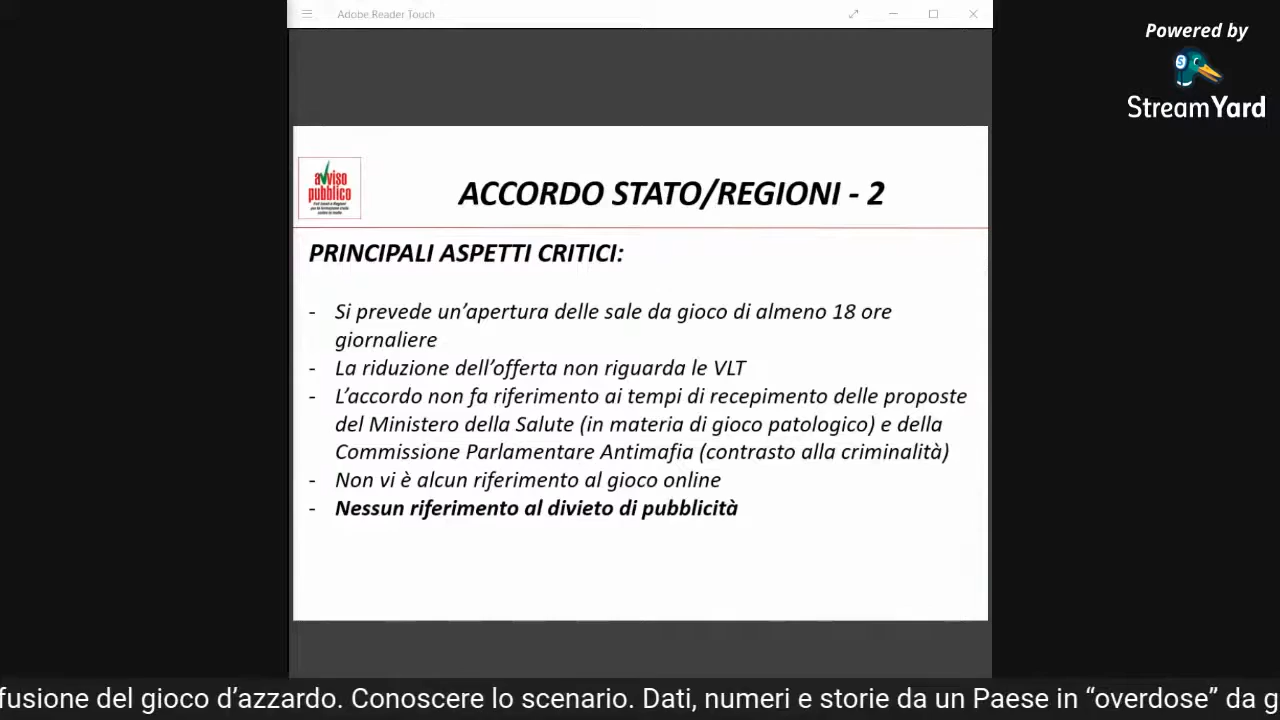 Adobe Reader Touch
Powered by
StreamYard
avviso
pubblico
ACCORDO STATO/REGIONI - 2
PRINCIPALI ASPETTI CRITICI:
- Si prevede un’apertura delle sale da gioco di almeno 18 ore
giornaliere
- La riduzione dell’offerta non riguarda le VLT
- L’accordo non fa riferimento ai tempi di recepimento delle proposte
del Ministero della Salute (in materia di gioco patologico) e della
Commissione Parlamentare Antimafia (contrasto alla criminalità)
- Non vi è alcun riferimento al gioco online
- Nessun riferimento al divieto di pubblicità
fusione del gioco d’azzardo. Conoscere lo scenario. Dati, numeri e storie da un Paese in “overdose” da g